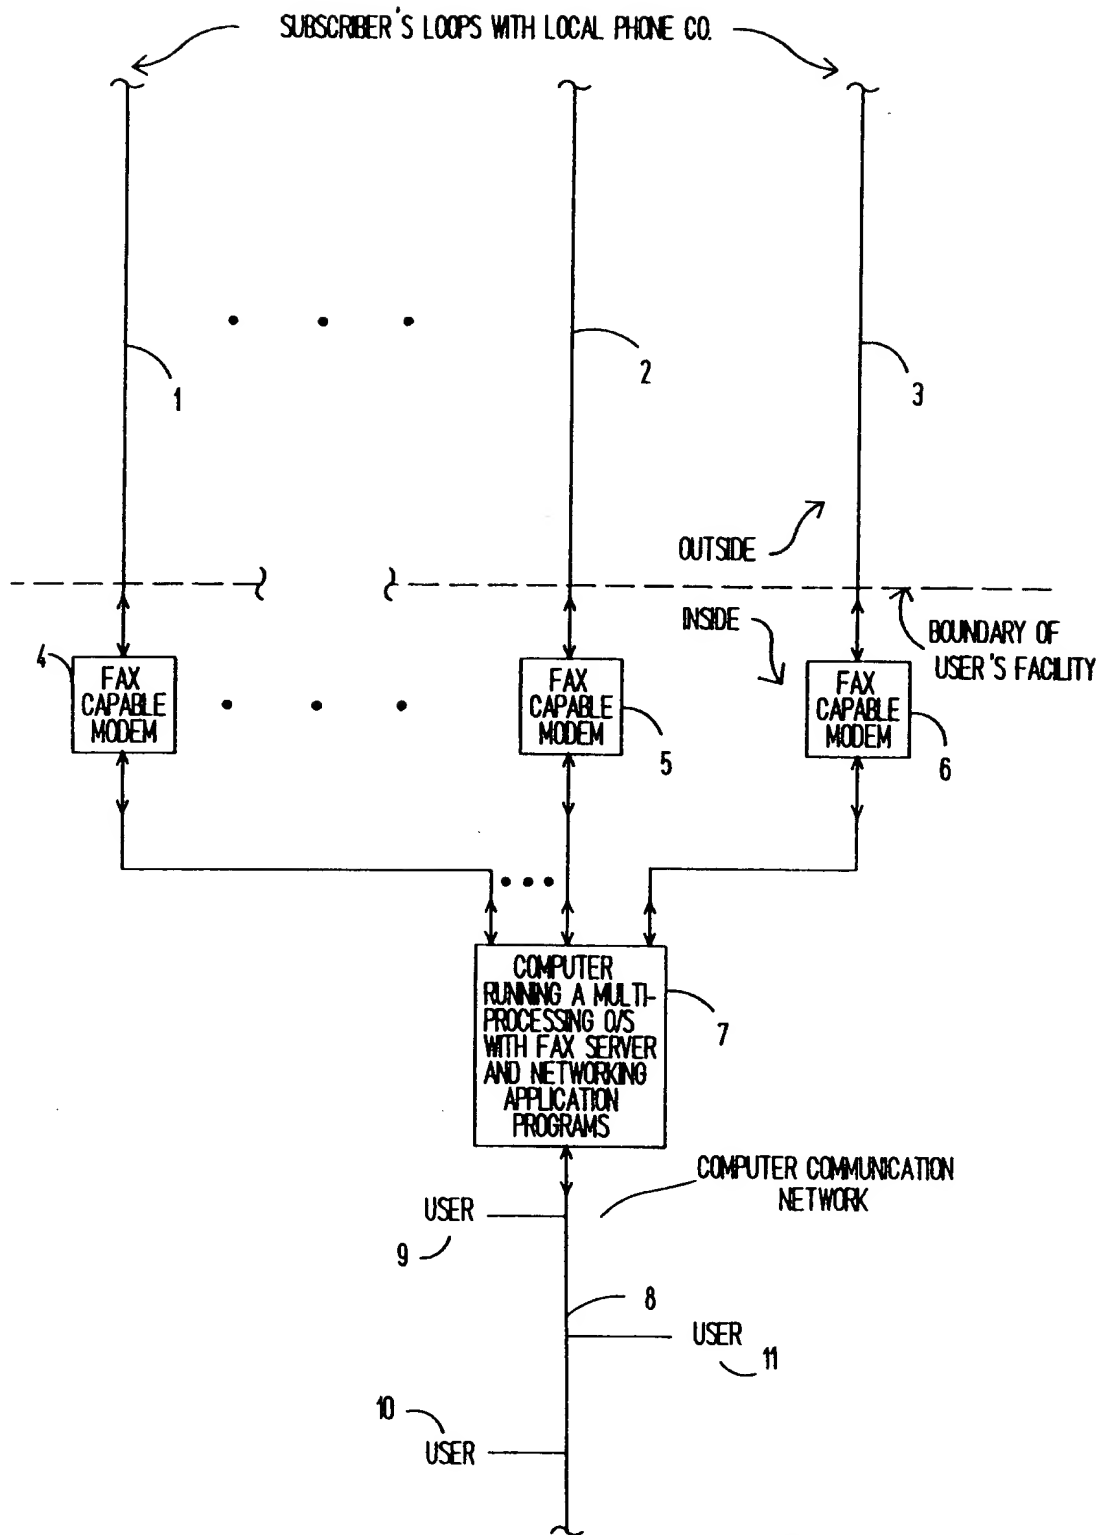 SUBSCRIBER'S LOOPS WITH LOCAL PHONE CO.
1
2
3
OUTSIDE
INSIDE
BOUNDARY OF
USER'S FACILITY
4
FAX
CAPABLE
MODEM
FAX
CAPABLE
MODEM
5
FAX
CAPABLE
MODEM
6
COMPUTER
RUNNING A MULTI-
PROCESSING O/S
WITH FAX SERVER
AND NETWORKING
APPLICATION
PROGRAMS
7
COMPUTER COMMUNICATION
NETWORK
USER
9
8
USER
11
10
USER